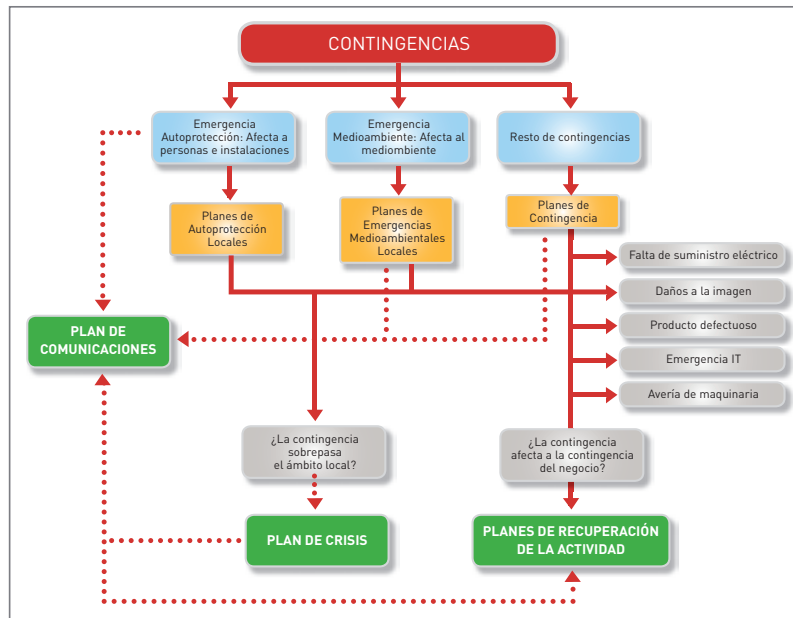 CONTINGENCIAS
Emergencia
Autoprotección: Afecta a
personas e instalaciones
Emergencia
Medioambiente: Afecta al
mediombiente
Resto de contingencias
Planes de
Autoprotección
Locales
Planes de
Emergencias
Medioambientales
Locales
Planes de
Contingencia
Falta de suministro eléctrico
Daños a la imagen
Producto defectuoso
Emergencia IT
Avería de maquinaria
PLAN DE
COMUNICACIONES
¿La contingencia
sobrepasa
el ámbito local?
¿La contingencia
afecta a la contingencia
del negocio?
PLAN DE CRISIS
PLANES DE RECUPERACIÓN
DE LA ACTIVIDAD